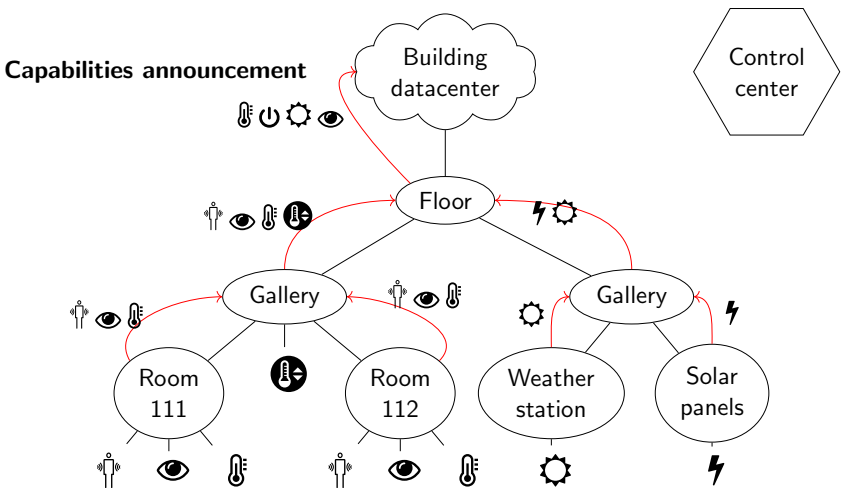 Building
datacenter
Control
center
Capabilities announcement
Floor
Gallery
Gallery
Room
111
Room
112
Weather
station
Solar
panels